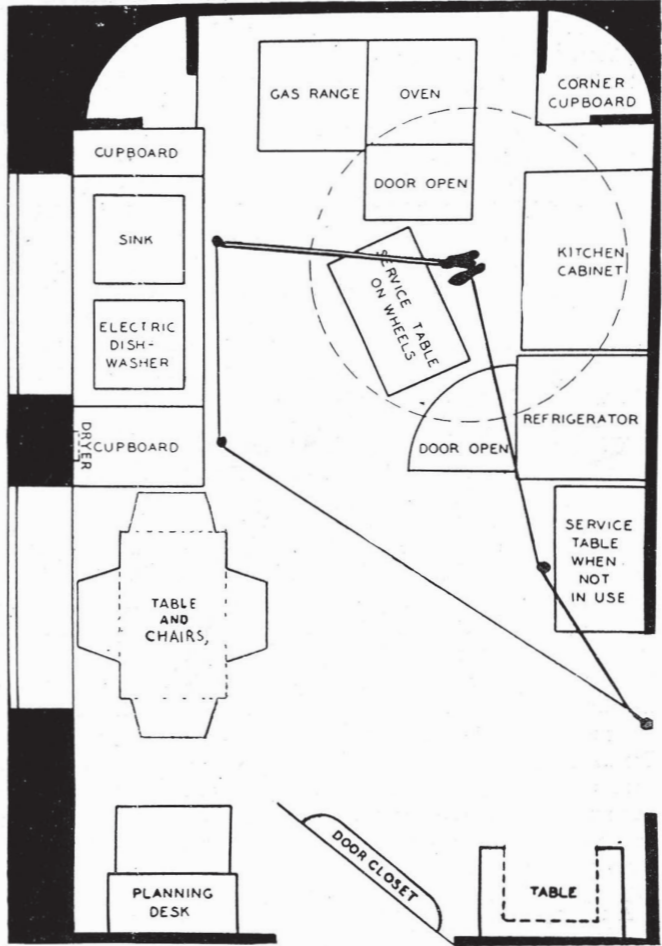 GAS RANGE
OVEN
CORNER
CUPBOARD
CUPBOARD
DOOR OPEN
SINK
KITCHEN
CABINET
SERVICE TABLE
ON WHEELS
ELECTRIC
DISH-
WASHER
DRYER
CUPBOARD
DOOR OPEN
REFRIGERATOR
SERVICE
TABLE
WHEN
NOT
IN USE
TABLE
AND
CHAIRS,
DOOR CLOSET
PLANNING
DESK
TABLE